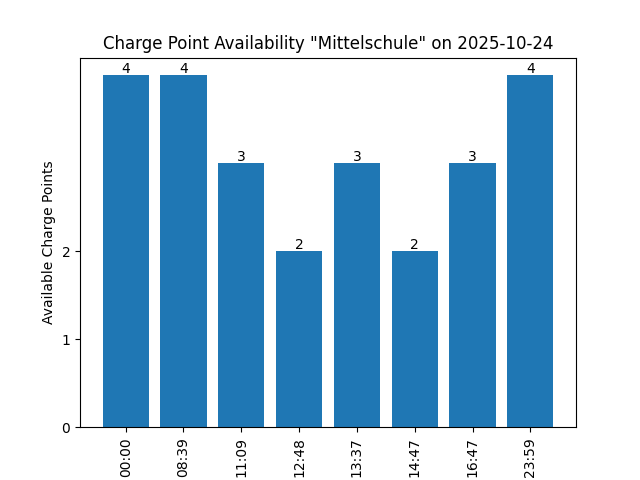 Charge Point Availability "Mittelschule" on 2025-10-24
4 4 3 2 3 2 3 4
Available Charge Points
2
1
0
00:00 08:39 11:09 12:48 13:37 14:47 16:47 23:59